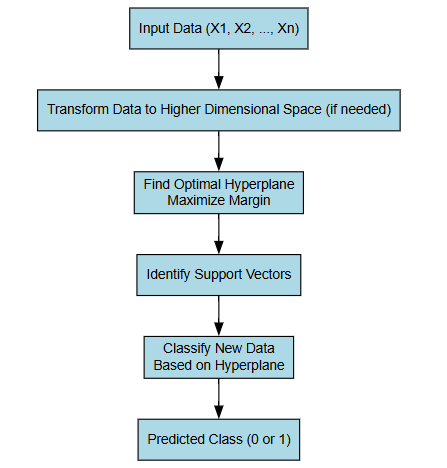 Input Data (X1, X2, ..., Xn)
Transform Data to Higher Dimensional Space (if needed)
Find Optimal Hyperplane
Maximize Margin
Identify Support Vectors
Classify New Data
Based on Hyperplane
Predicted Class (0 or 1)